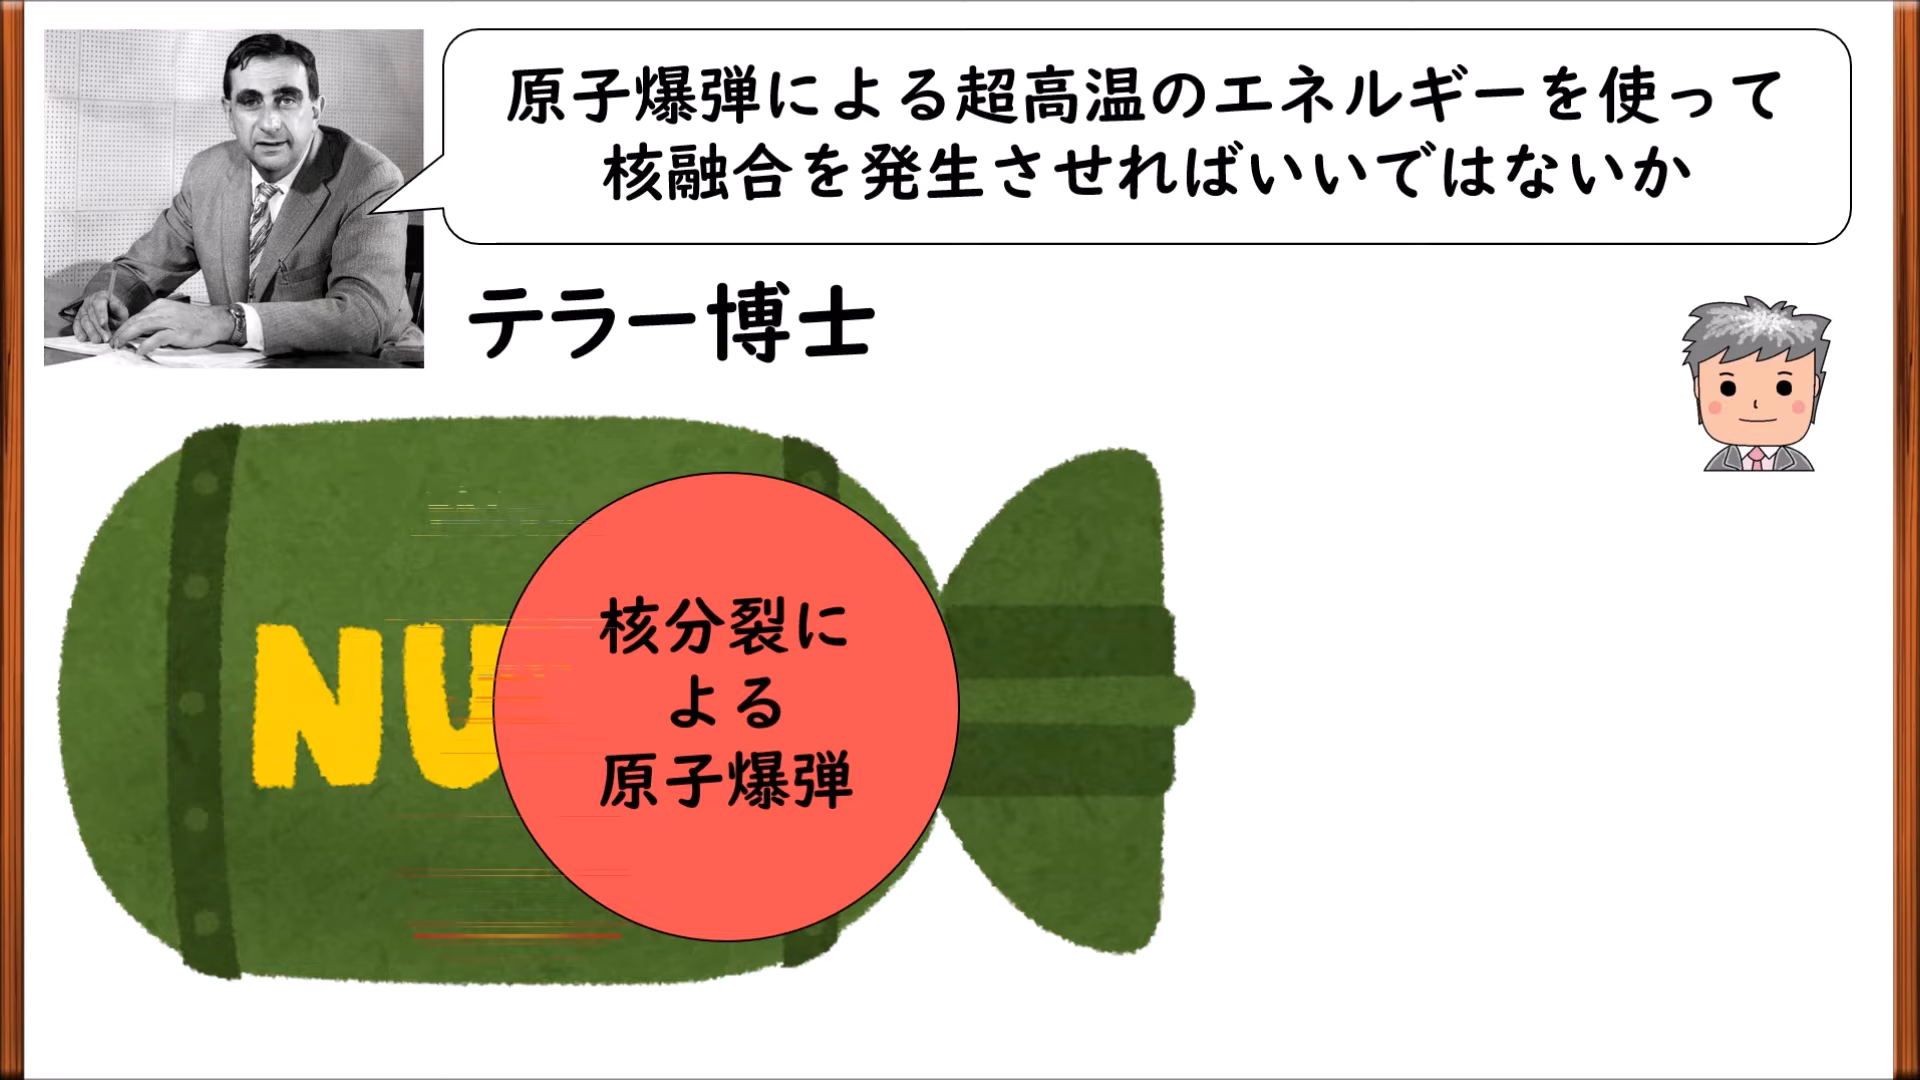 原子爆弾による超高温のエネルギーを使って
核融合を発生させればいいではないか
テラー博士
NU
核分裂に
よる
原子爆弾